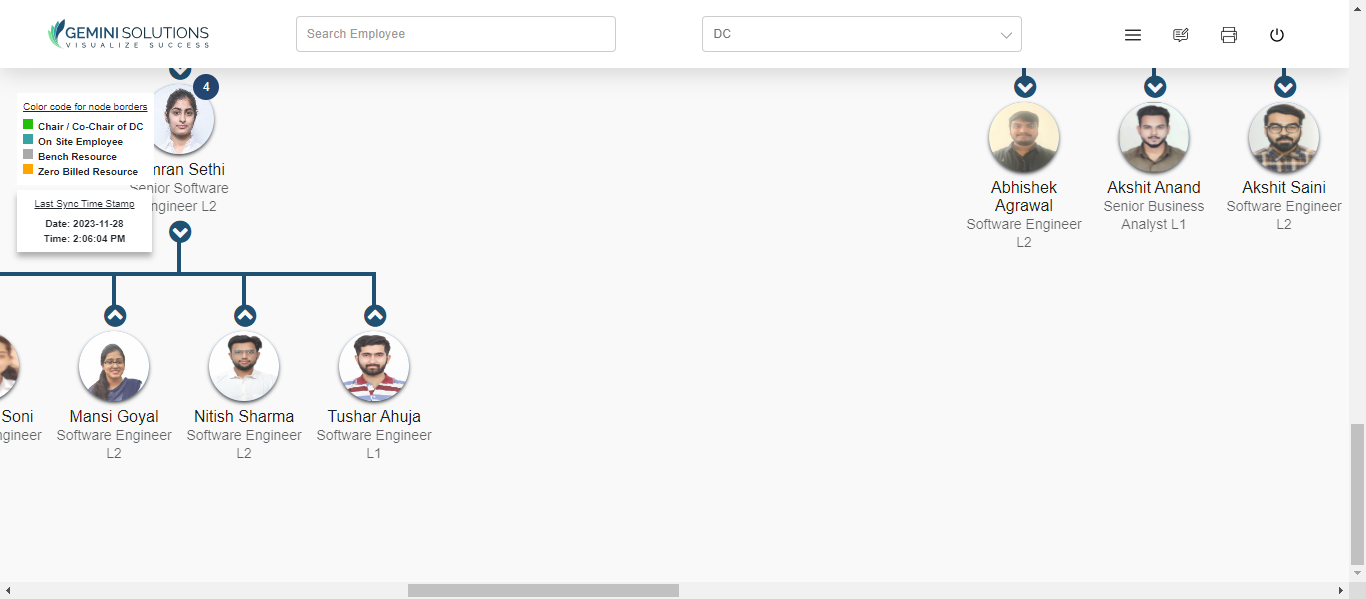 GEMINI SOLUTIONS
VISUALIZE SUCCESS
Search Employee
DC
4
Color code for node borders
Chair / Co-Chair of DC
On Site Employee
Bench Resource
Zero Billed Resource
Last Sync Time Stamp
Date: 2023-11-28
Time: 2:06:04 PM
mran Sethi
Senior Software
ngineer L2
Abhishek
Agrawal
Software Engineer
L2
Akshit Anand
Senior Business
Analyst L1
Akshit Saini
Software Engineer
L2
Soni
ngineer
Mansi Goyal
Software Engineer
L2
Nitish Sharma
Software Engineer
L2
Tushar Ahuja
Software Engineer
L1